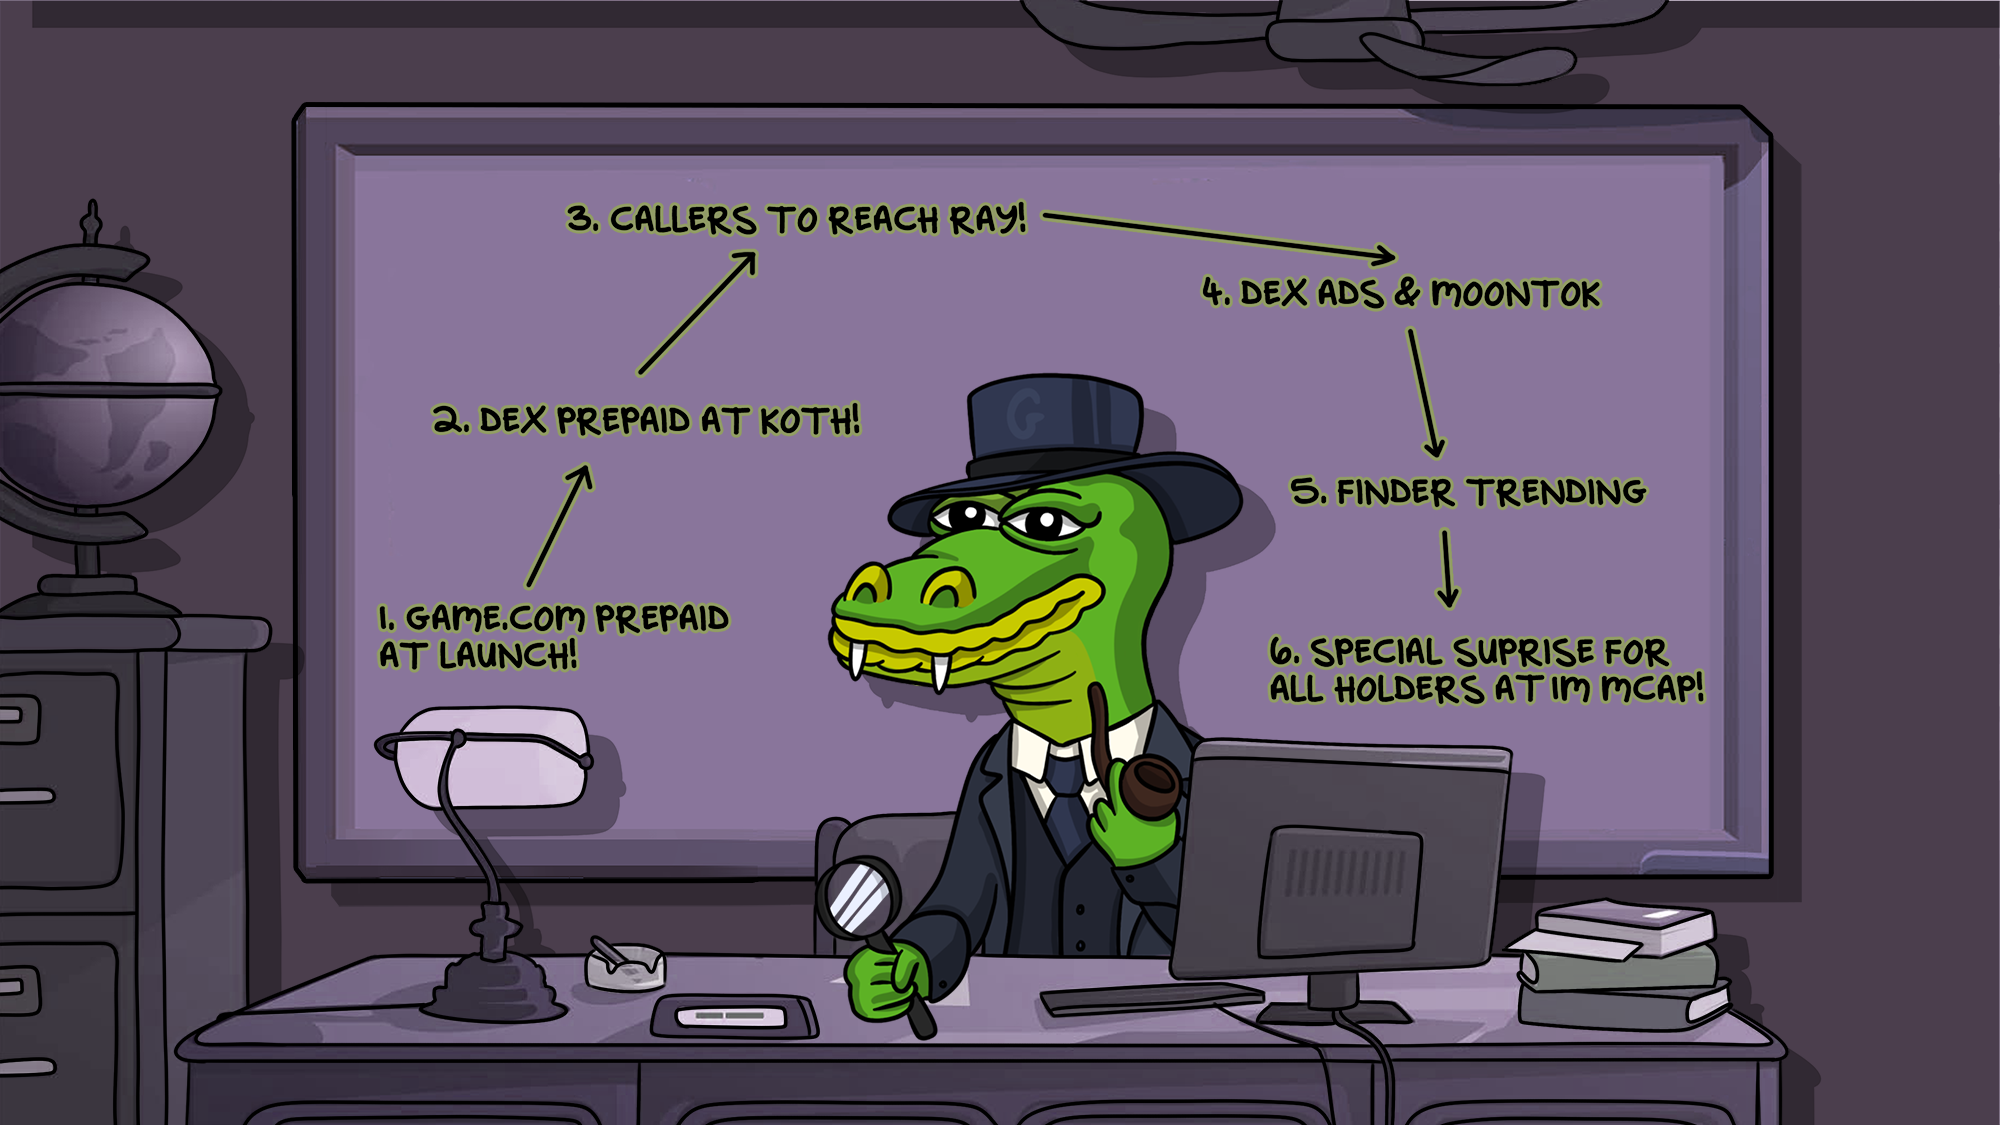 3. CALLERS TO REACH RAY!
4. DEX ADS & MOONTOK
2. DEX PREPAID AT KOTH!
G
5. FINDER TRENDING
1. GAME.COM PREPAID
AT LAUNCH!
6. SPECIAL SUPRISE FOR
ALL HOLDERS AT 1M MCAP!